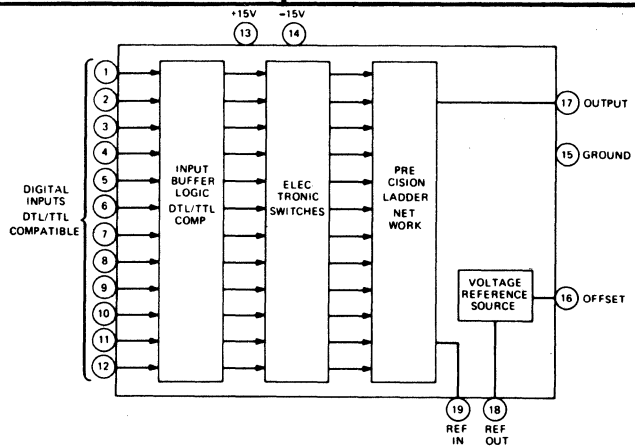 +15V
-15V
13
14
1
2
3
4
5
6
7
8
9
10
11
12
DIGITAL
INPUTS
DTL/TTL
COMPATIBLE
INPUT
BUFFER
LOGIC
DTL/TTL
COMP
ELEC
TRONIC
SWITCHES
PRE
CISION
LADDER
NET
WORK
17 OUTPUT
15 GROUND
VOLTAGE
REFERENCE
SOURCE
16 OFFSET
19
18
REF
IN
REF
OUT